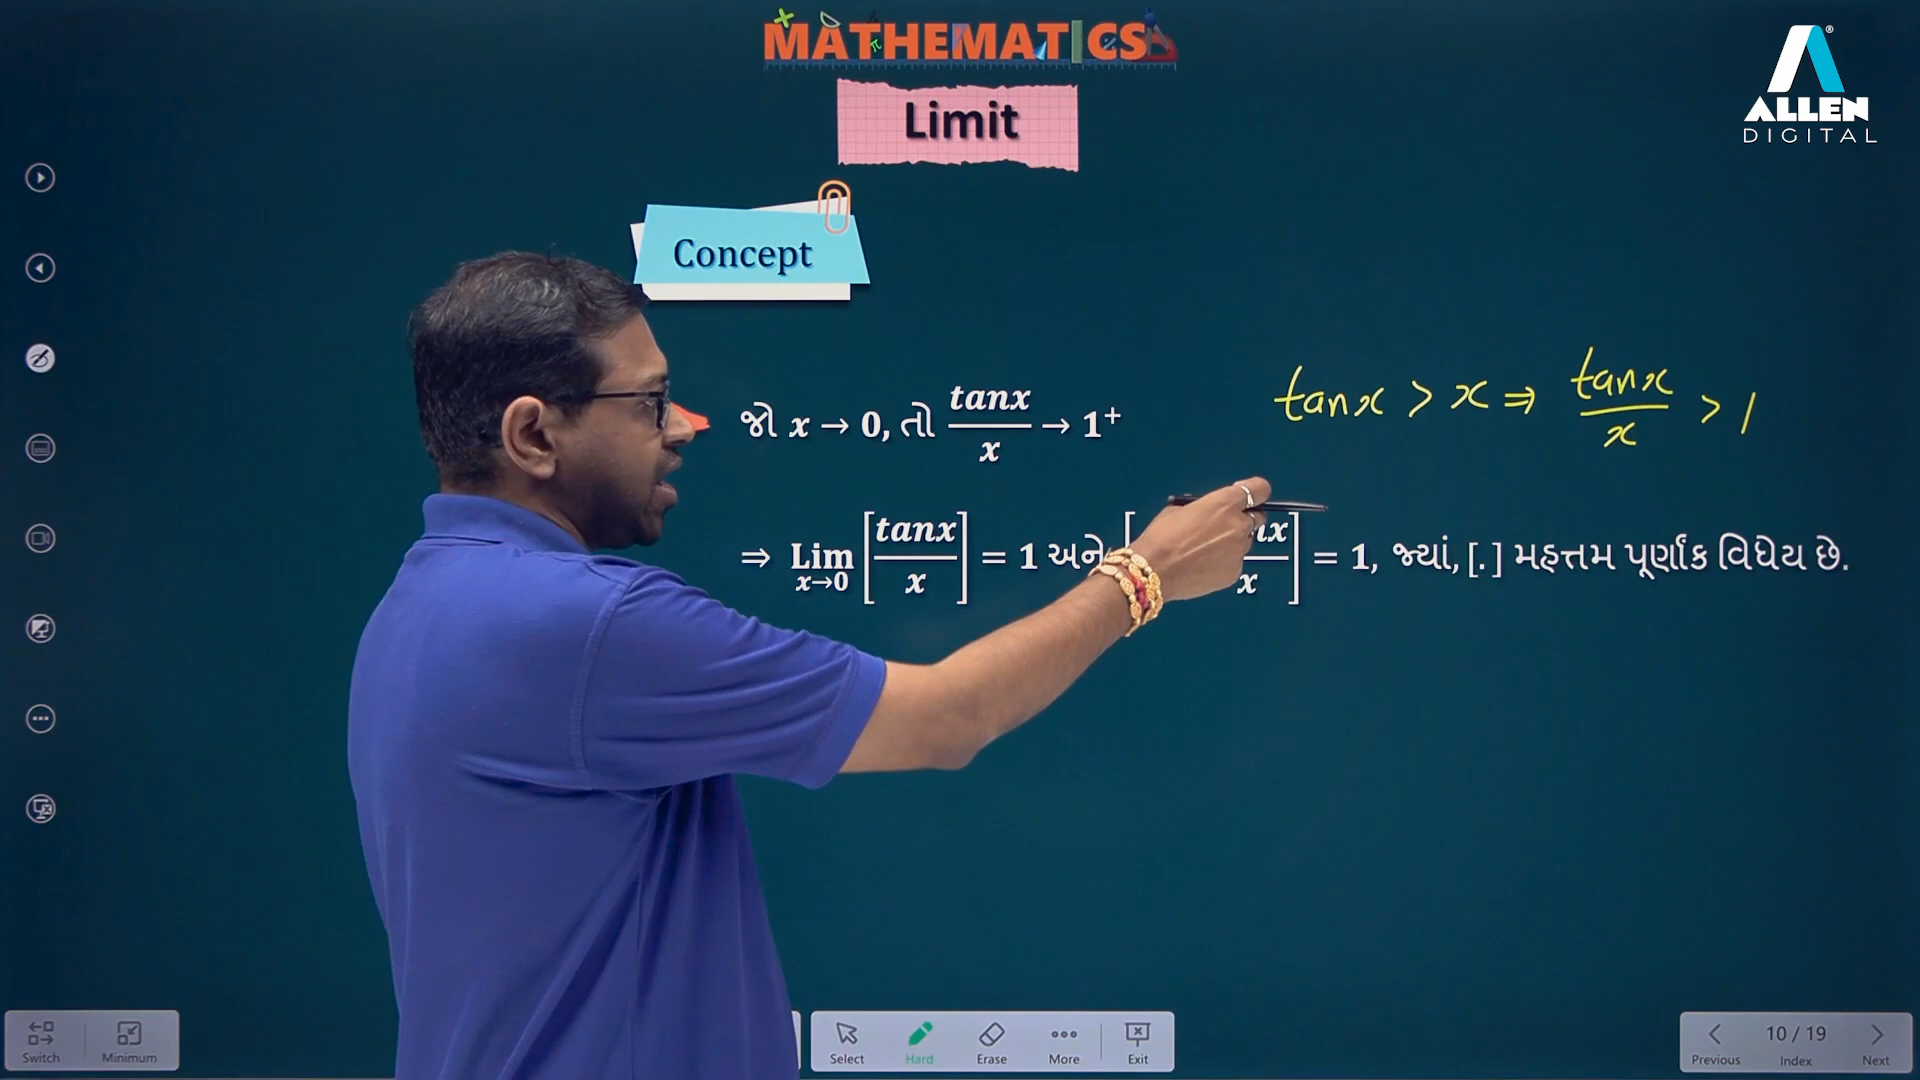 MATHEMATICS
ALLEN
DIGITAL
Limit
Concept
જો x → 0, તો tanx/x → 1⁺
tanx > x ⇒ tanx/x > 1
⇒ Lim x→0 [tanx/x] = 1 અને [ x ] = 1, જ્યાં, [.] મહત્તમ પૂર્ણાંક વિધેય છે.
Switch Minimum Select Hard Erase More Exit Previous 10 / 19 Index Next